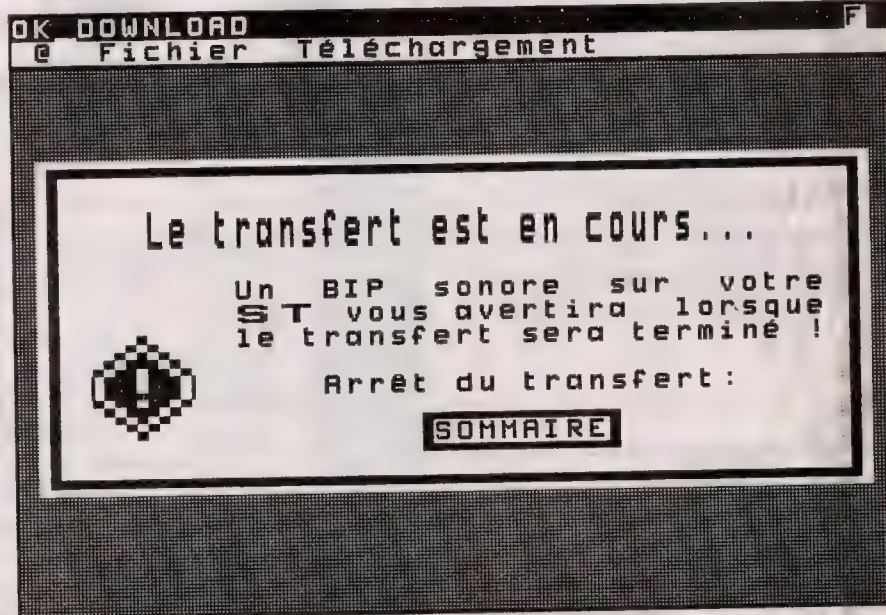 OK DOWNLOAD F
@ Fichier Téléchargement
Le transfert est en cours...
Un BIP sonore sur votre
ST vous avertira lorsque
le transfert sera terminé !
Arrêt du transfert:
SOMMAIRE